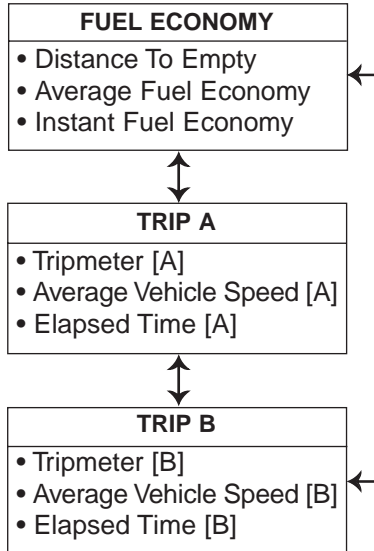 FUEL ECONOMY
• Distance To Empty
• Average Fuel Economy
• Instant Fuel Economy
TRIP A
• Tripmeter [A]
• Average Vehicle Speed [A]
• Elapsed Time [A]
TRIP B
• Tripmeter [B]
• Average Vehicle Speed [B]
• Elapsed Time [B]